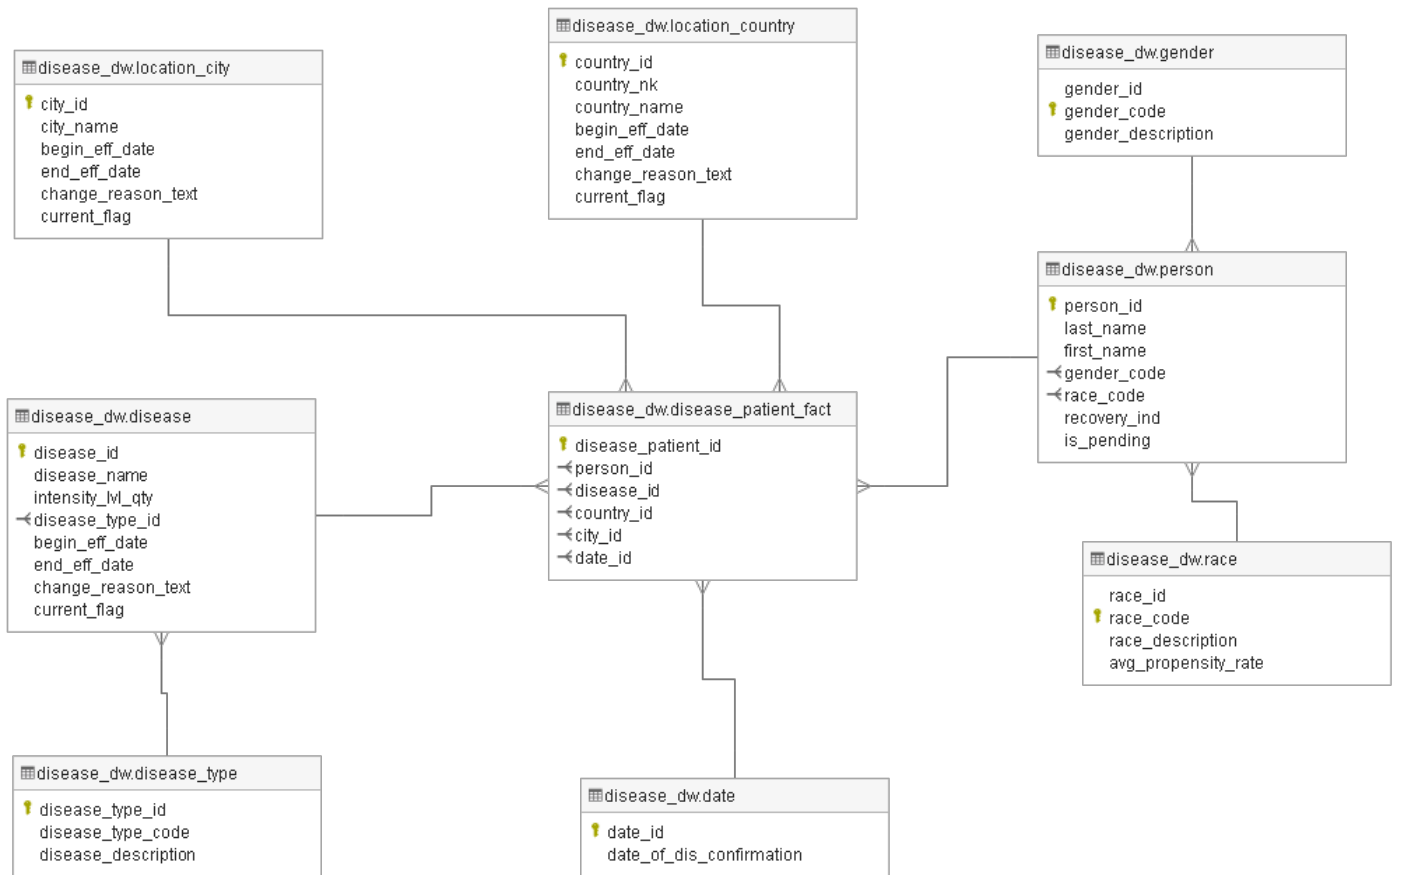 disease_dw.location_city
city_id
city_name
begin_eff_date
end_eff_date
change_reason_text
current_flag
disease_dw.location_country
country_id
country_nk
country_name
begin_eff_date
end_eff_date
change_reason_text
current_flag
disease_dw.gender
gender_id
gender_code
gender_description
disease_dw.person
person_id
last_name
first_name
gender_code
race_code
recovery_ind
is_pending
disease_dw.disease
disease_id
disease_name
intensity_lvl_qty
disease_type_id
begin_eff_date
end_eff_date
change_reason_text
current_flag
disease_dw.disease_patient_fact
disease_patient_id
person_id
disease_id
country_id
city_id
date_id
disease_dw.race
race_id
race_code
race_description
avg_propensity_rate
disease_dw.disease_type
disease_type_id
disease_type_code
disease_description
disease_dw.date
date_id
date_of_dis_confirmation